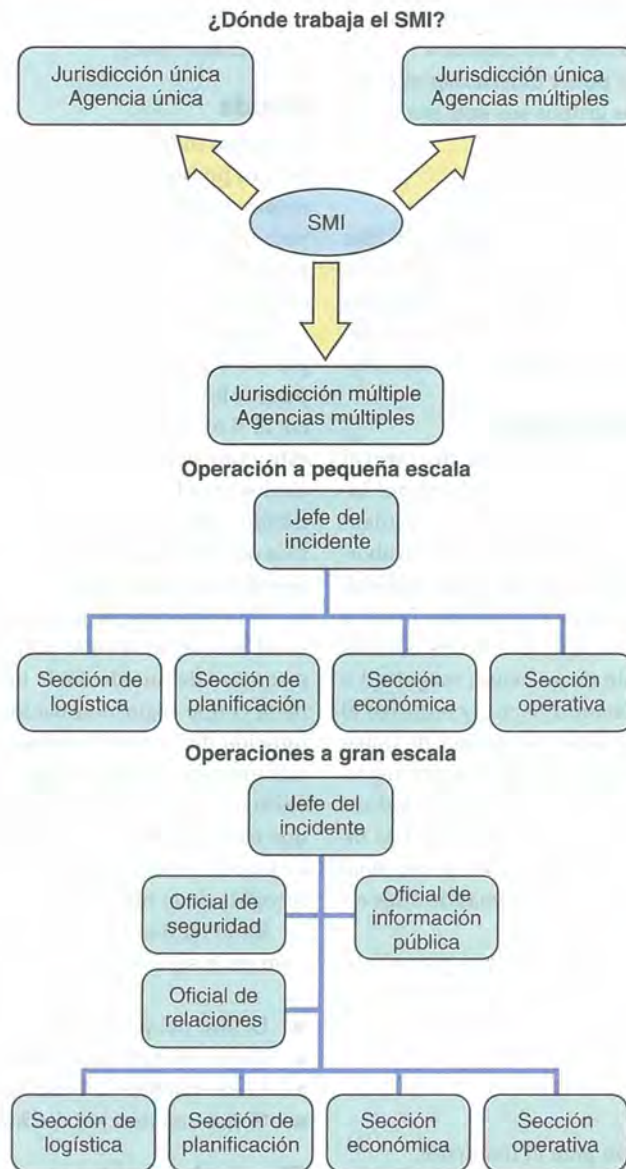 ¿Dónde trabaja el SMI?
Jurisdicción única
Agencia única
Jurisdicción única
Agencias múltiples
SMI
Jurisdicción múltiple
Agencias múltiples
Operación a pequeña escala
Jefe del
incidente
Sección de
logística
Sección de
planificación
Sección
económica
Sección
operativa
Operaciones a gran escala
Jefe del
incidente
Oficial de
seguridad
Oficial de
información
pública
Oficial de
relaciones
Sección de
logística
Sección de
planificación
Sección
económica
Sección
operativa